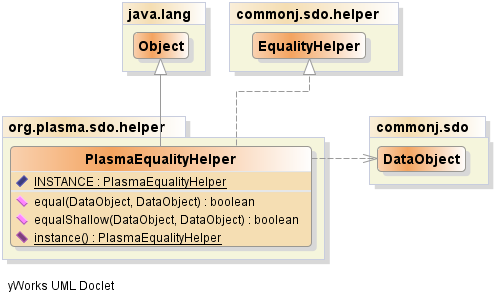 java.lang
Object
commonj.sdo.helper
EqualityHelper
org.plasma.sdo.helper
PlasmaEqualityHelper
INSTANCE : PlasmaEqualityHelper
equal(DataObject, DataObject) : boolean
equalShallow(DataObject, DataObject) : boolean
instance() : PlasmaEqualityHelper
commonj.sdo
DataObject
yWorks UML Doclet